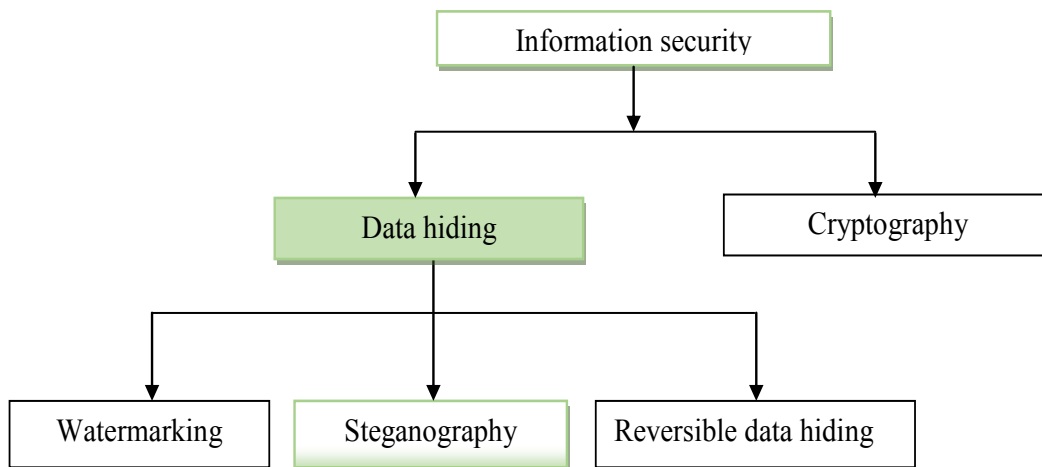 Information security
Data hiding
Cryptography
Watermarking
Steganography
Reversible data hiding